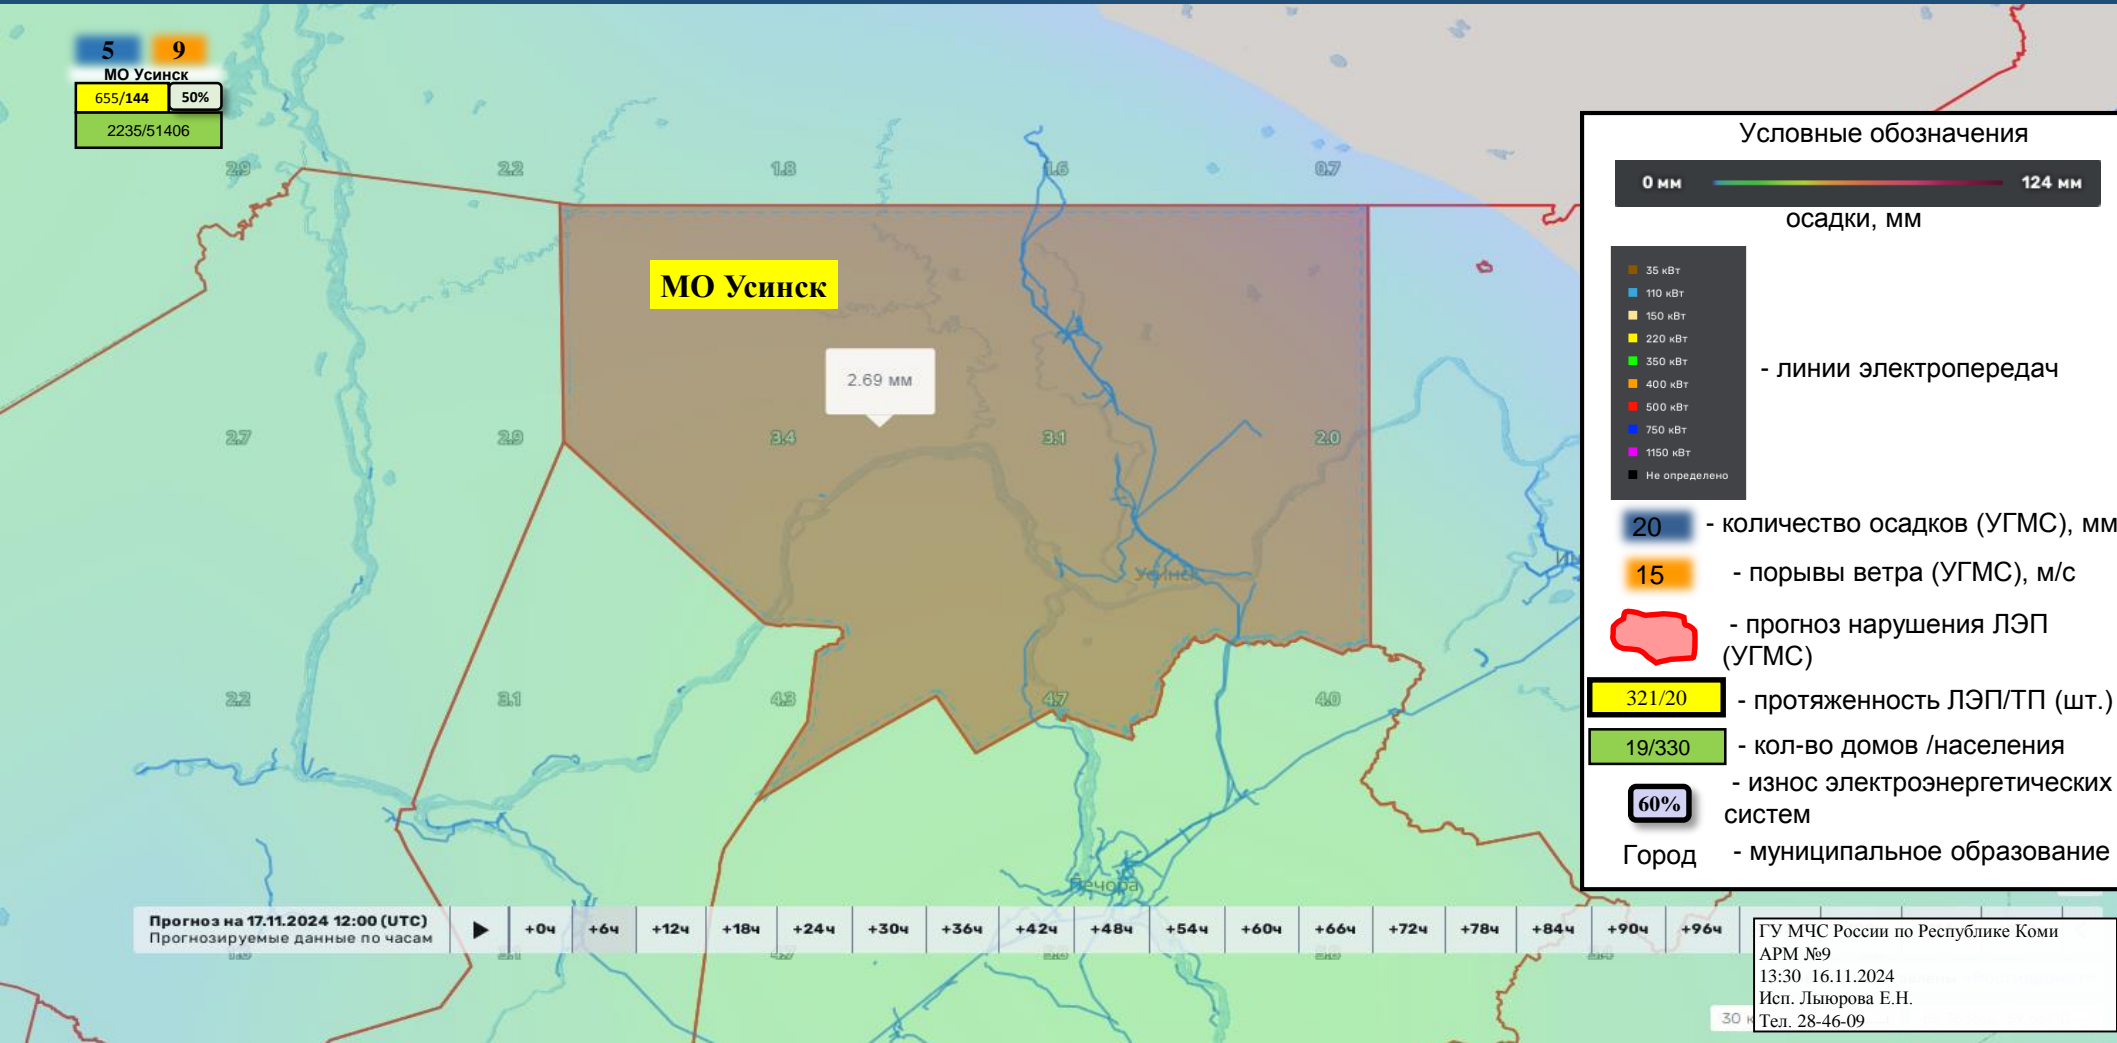 5 9
МО Усинск
655/144 50%
2235/51406
2.9 2.2 1.8 1.6 0.7
МО Усинск
2.69 мм
2.7 2.9 3.4 3.1 2.0
Усинск
2.2 3.1 4.3 4.7 4.0
Печора
Условные обозначения
0 мм 124 мм
осадки, мм
35 кВт
110 кВт
150 кВт
220 кВт
350 кВт
400 кВт
500 кВт
750 кВт
1150 кВт
Не определено
- линии электропередач
20 - количество осадков (УГМС), мм
15 - порывы ветра (УГМС), м/с
- прогноз нарушения ЛЭП
(УГМС)
321/20 - протяженность ЛЭП/ТП (шт.)
19/330 - кол-во домов /населения
60% - износ электроэнергетических
систем
Город - муниципальное образование
Прогноз на 17.11.2024 12:00 (UTC)
Прогнозируемые данные по часам
+0ч +6ч +12ч +18ч +24ч +30ч +36ч +42ч +48ч +54ч +60ч +66ч +72ч +78ч +84ч +90ч +96ч
ГУ МЧС России по Республике Коми
АРМ №9
13:30 16.11.2024
Исп. Лыюрова Е.Н.
Тел. 28-46-09
30